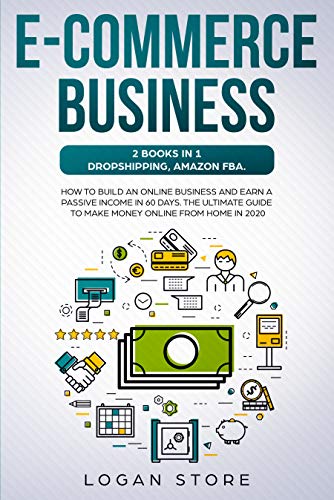 E-COMMERCE
BUSINESS
2 BOOKS IN 1
DROPSHIPPING, AMAZON FBA.
HOW TO BUILD AN ONLINE BUSINESS AND EARN A
PASSIVE INCOME IN 60 DAYS. THE ULTIMATE GUIDE
TO MAKE MONEY ONLINE FROM HOME IN 2020
$
$
LOGAN STORE